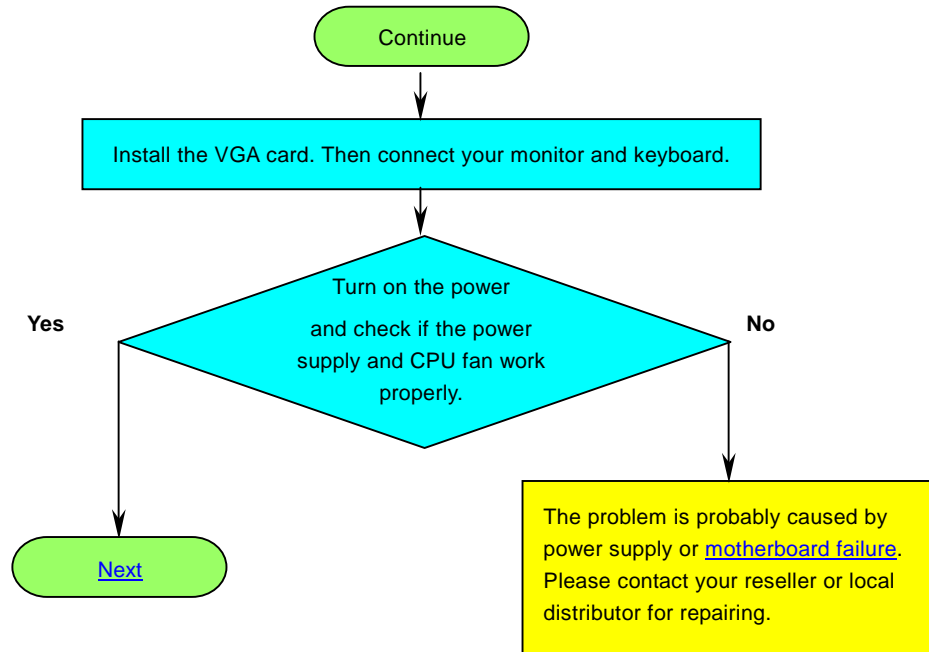 Continue
Install the VGA card. Then connect your monitor and keyboard.
Turn on the power
and check if the power
supply and CPU fan work
properly.
Yes
No
Next
The problem is probably caused by
power supply or motherboard failure.
Please contact your reseller or local
distributor for repairing.